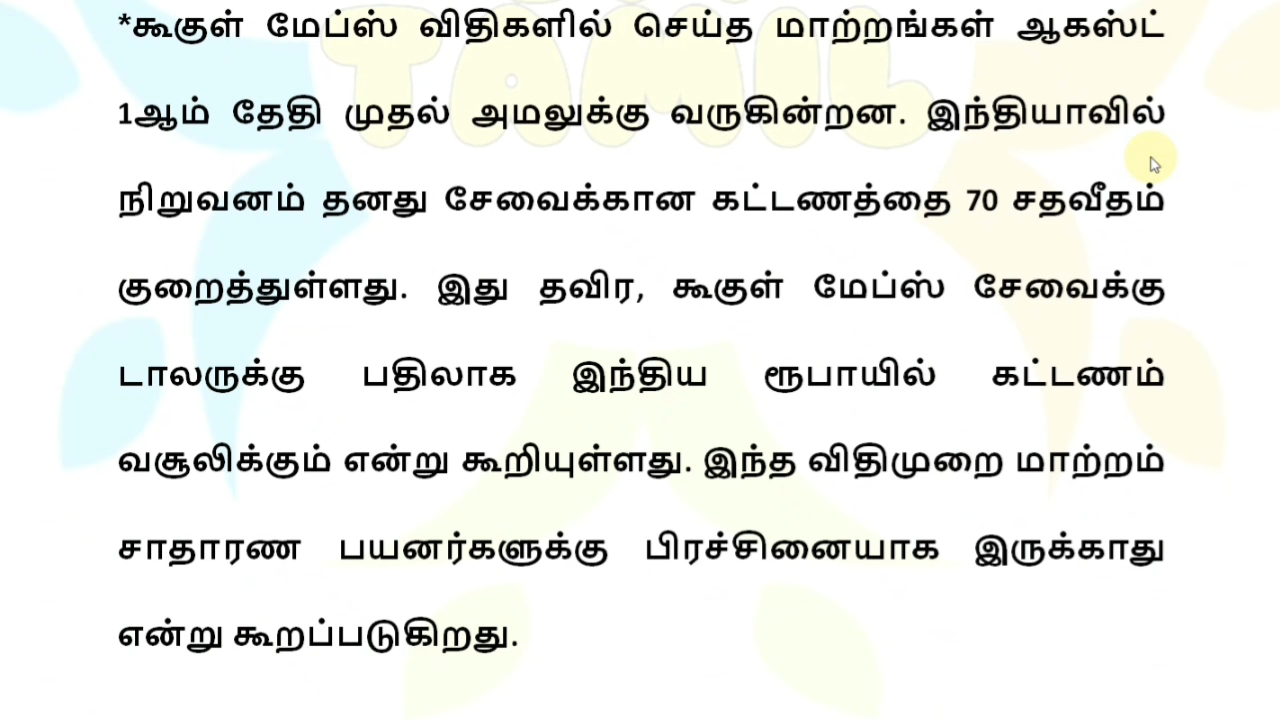 TAMIL
*கூகுள் மேப்ஸ் விதிகளில் செய்த மாற்றங்கள் ஆகஸ்ட்
1ஆம் தேதி முதல் அமலுக்கு வருகின்றன. இந்தியாவில்
நிறுவனம் தனது சேவைக்கான கட்டணத்தை 70 சதவீதம்
குறைத்துள்ளது. இது தவிர, கூகுள் மேப்ஸ் சேவைக்கு
டாலருக்கு பதிலாக இந்திய ரூபாயில் கட்டணம்
வசூலிக்கும் என்று கூறியுள்ளது. இந்த விதிமுறை மாற்றம்
சாதாரண பயனர்களுக்கு பிரச்சினையாக இருக்காது
என்று கூறப்படுகிறது.